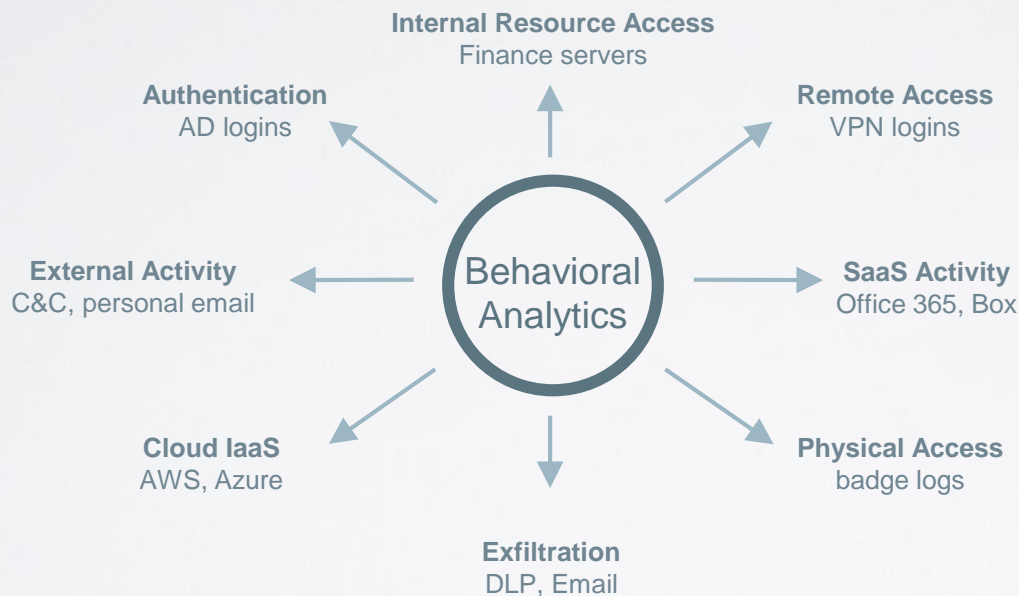 Internal Resource Access
Finance servers
Authentication
AD logins
Remote Access
VPN logins
External Activity
C&C, personal email
Behavioral
Analytics
SaaS Activity
Office 365, Box
Cloud IaaS
AWS, Azure
Physical Access
badge logs
Exfiltration
DLP, Email